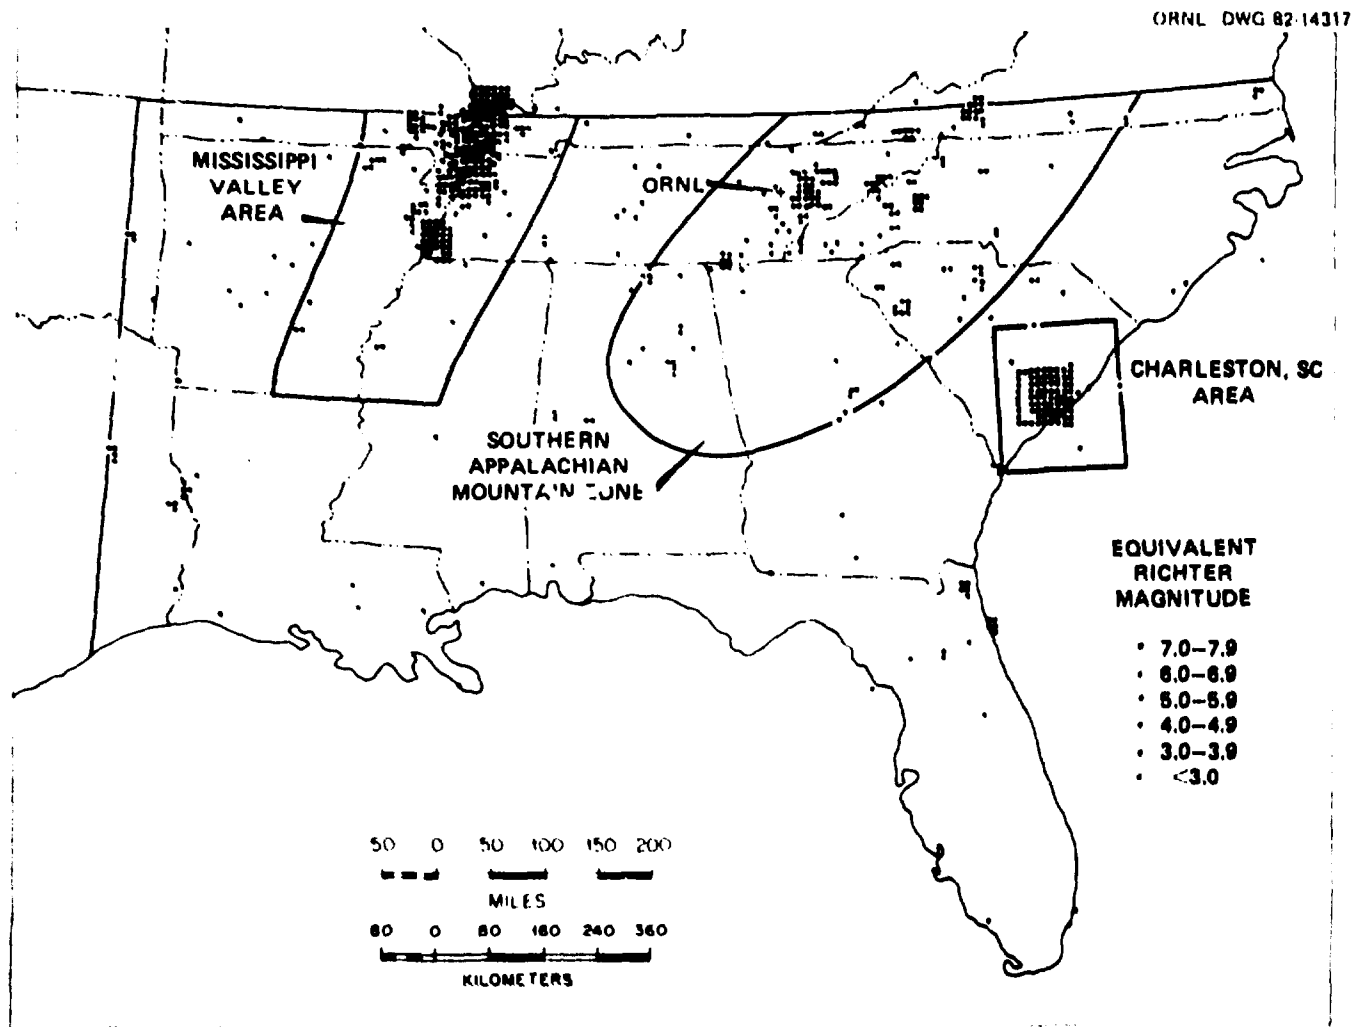 ORNL DWG 82-14317
MISSISSIPPI
VALLEY
AREA
ORNL
CHARLESTON, SC
AREA
SOUTHERN
APPALACHIAN
MOUNTAIN ZONE
EQUIVALENT
RICHTER
MAGNITUDE
7.0–7.9
6.0–6.9
5.0–5.9
4.0–4.9
3.0–3.9
<3.0
50 0 50 100 150 200
MILES
80 0 80 160 240 360
KILOMETERS